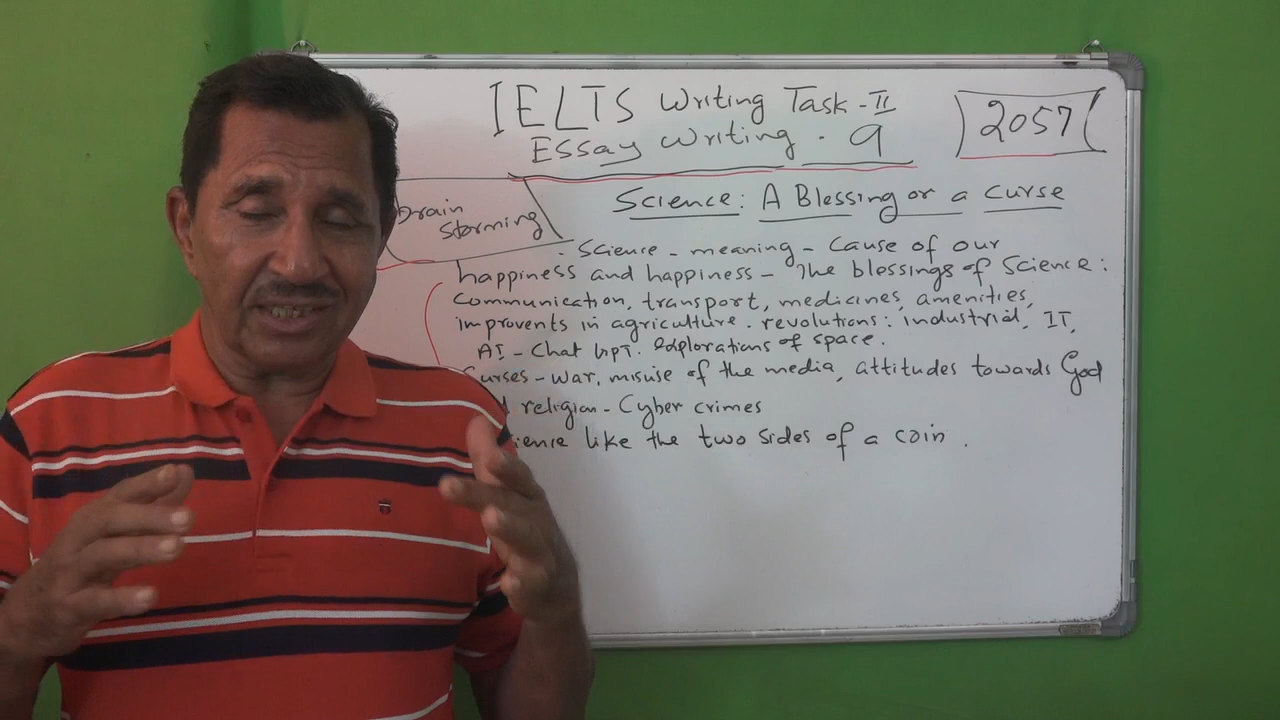 IELTS Writing Task - II
Essay Writing . 9
2057
Science: A Blessing or a Curse
Brain
Storming
. Science - meaning - Cause of our
happiness and happiness - The blessings of Science:
Communication, transport, medicines, amenities,
improvents in agriculture. revolutions: industrial, IT,
AI - Chat GPT. Explorations of space.
Curses - War, misuse of the media, attitudes towards God
religion - Cyber crimes
Science like the two sides of a coin.